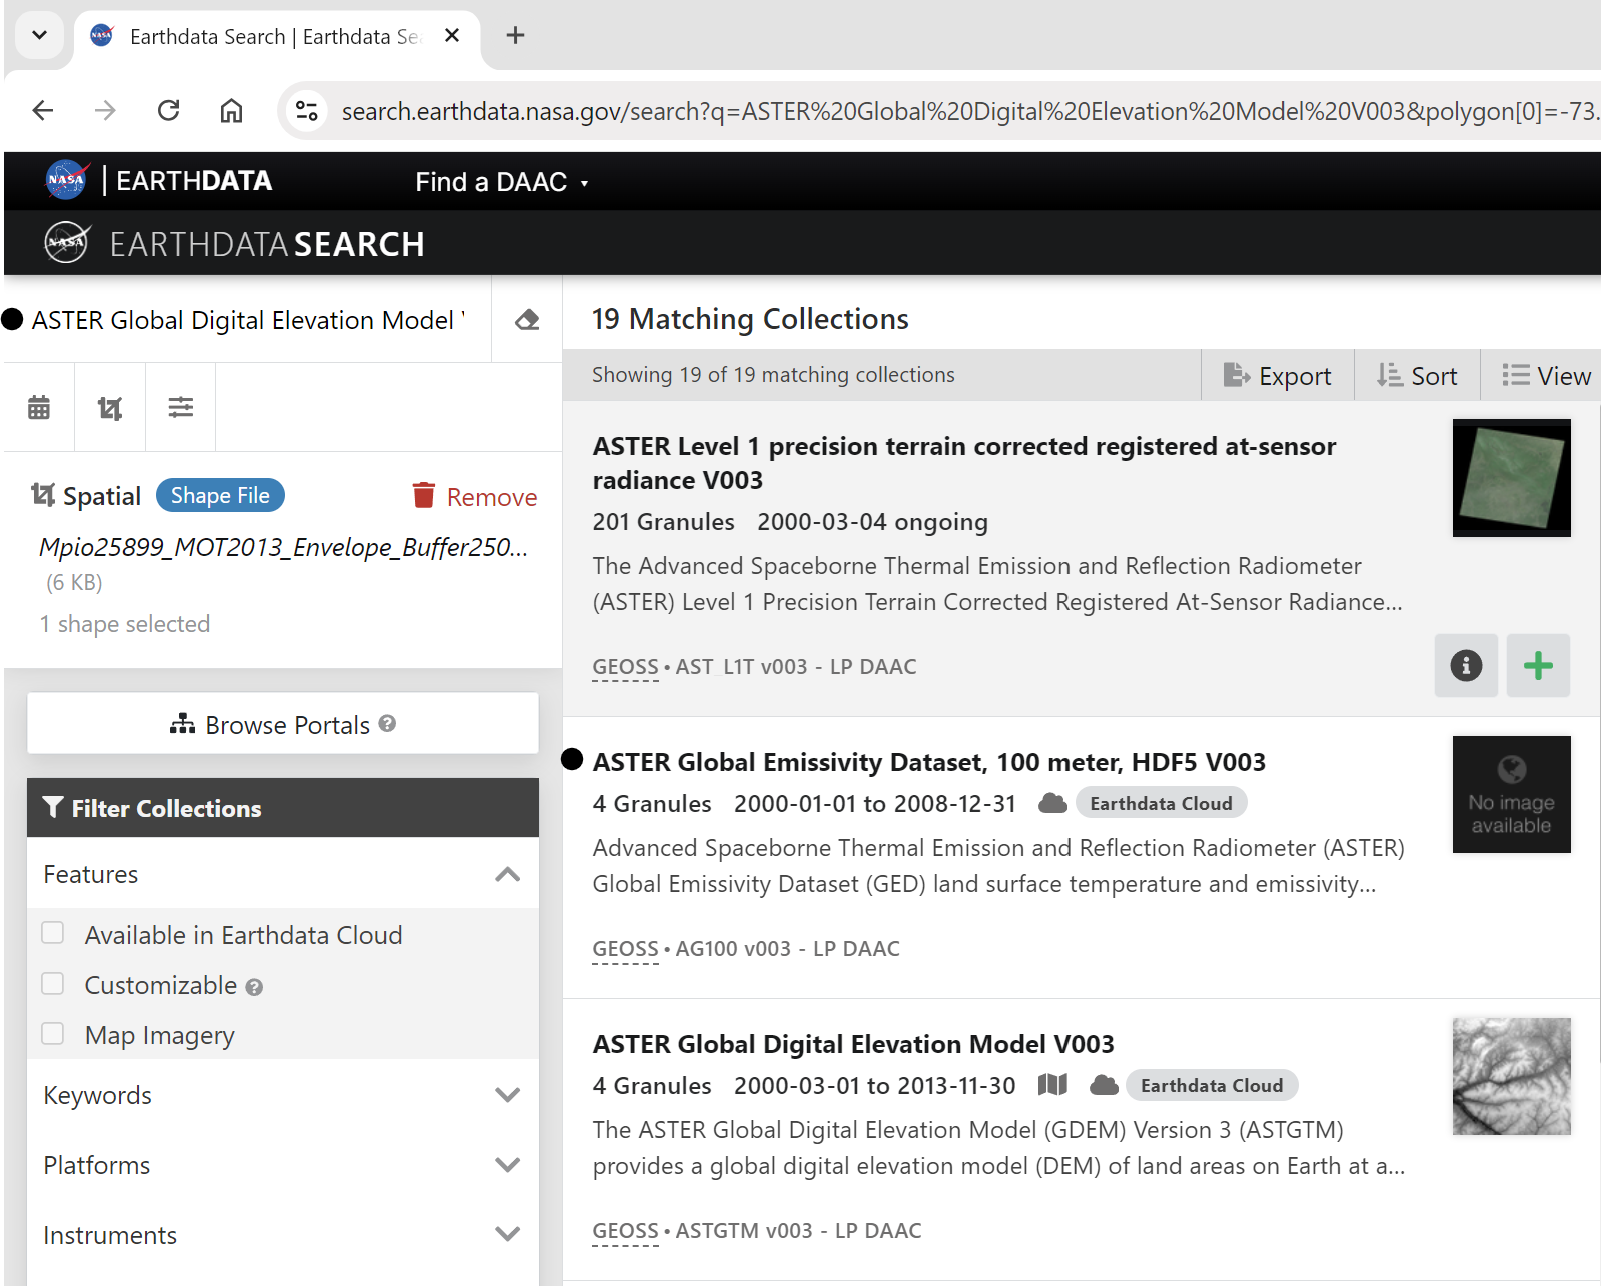 Earthdata Search | Earthdata Se
search.earthdata.nasa.gov/search?q=ASTER%20Global%20Digital%20Elevation%20Model%20V003&polygon[0]=-73.
NASA | EARTHDATA
Find a DAAC
NASA EARTHDATA SEARCH
ASTER Global Digital Elevation Model
Spatial Shape File Remove
Mpio25899_MOT2013_Envelope_Buffer250...
(6 KB)
1 shape selected
Browse Portals
Filter Collections
Features
Available in Earthdata Cloud
Customizable
Map Imagery
Keywords
Platforms
Instruments
19 Matching Collections
Showing 19 of 19 matching collections
Export
Sort
View
ASTER Level 1 precision terrain corrected registered at-sensor
radiance V003
201 Granules 2000-03-04 ongoing
The Advanced Spaceborne Thermal Emission and Reflection Radiometer
(ASTER) Level 1 Precision Terrain Corrected Registered At-Sensor Radiance...
GEOSS • AST_L1T v003 - LP DAAC
ASTER Global Emissivity Dataset, 100 meter, HDF5 V003
4 Granules 2000-01-01 to 2008-12-31 Earthdata Cloud
Advanced Spaceborne Thermal Emission and Reflection Radiometer (ASTER)
Global Emissivity Dataset (GED) land surface temperature and emissivity...
GEOSS • AG100 v003 - LP DAAC
No image
available
ASTER Global Digital Elevation Model V003
4 Granules 2000-03-01 to 2013-11-30 Earthdata Cloud
The ASTER Global Digital Elevation Model (GDEM) Version 3 (ASTGTM)
provides a global digital elevation model (DEM) of land areas on Earth at a...
GEOSS • ASTGTM v003 - LP DAAC